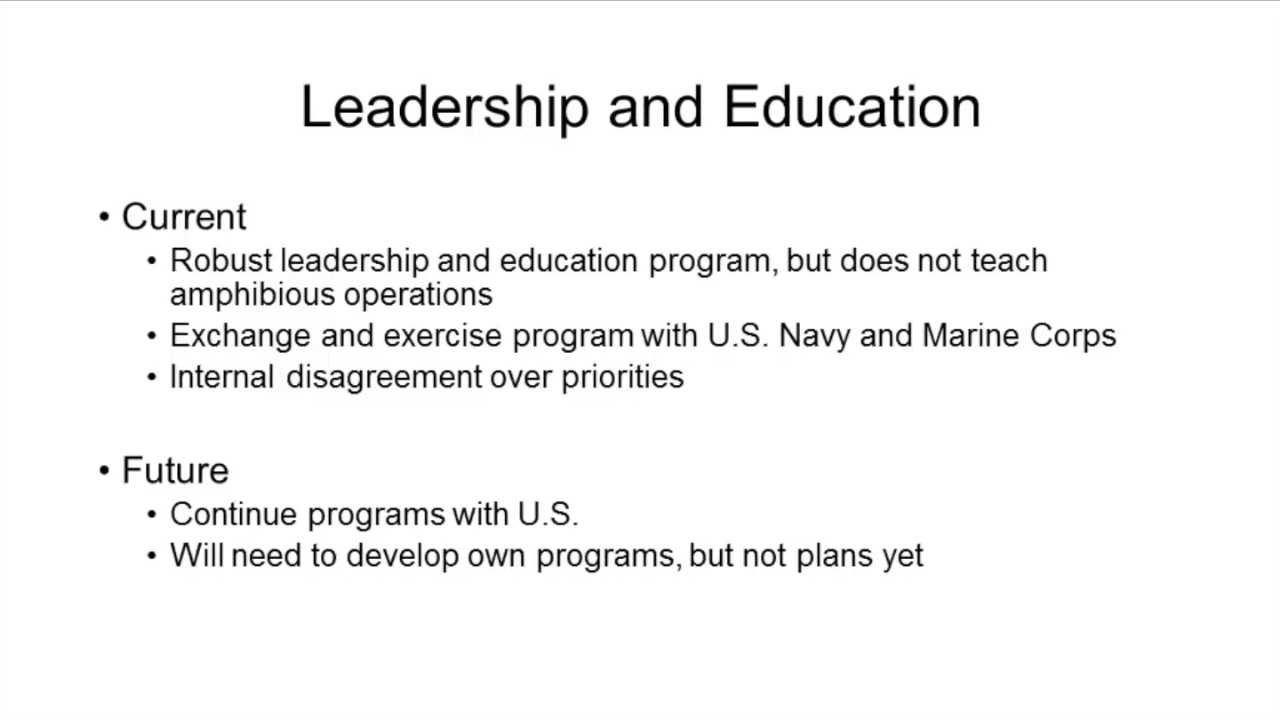 Leadership and Education
• Current
• Robust leadership and education program, but does not teach
amphibious operations
• Exchange and exercise program with U.S. Navy and Marine Corps
• Internal disagreement over priorities
• Future
• Continue programs with U.S.
• Will need to develop own programs, but not plans yet